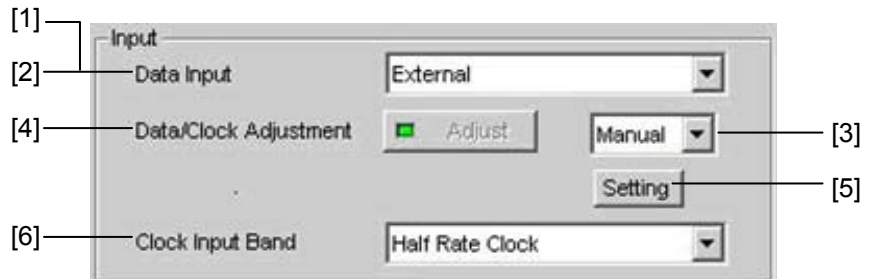 [1]
Input
[2] Data Input External
[4] Data/Clock Adjustment Adjust Manual [3]
Setting [5]
[6] Clock Input Band Half Rate Clock